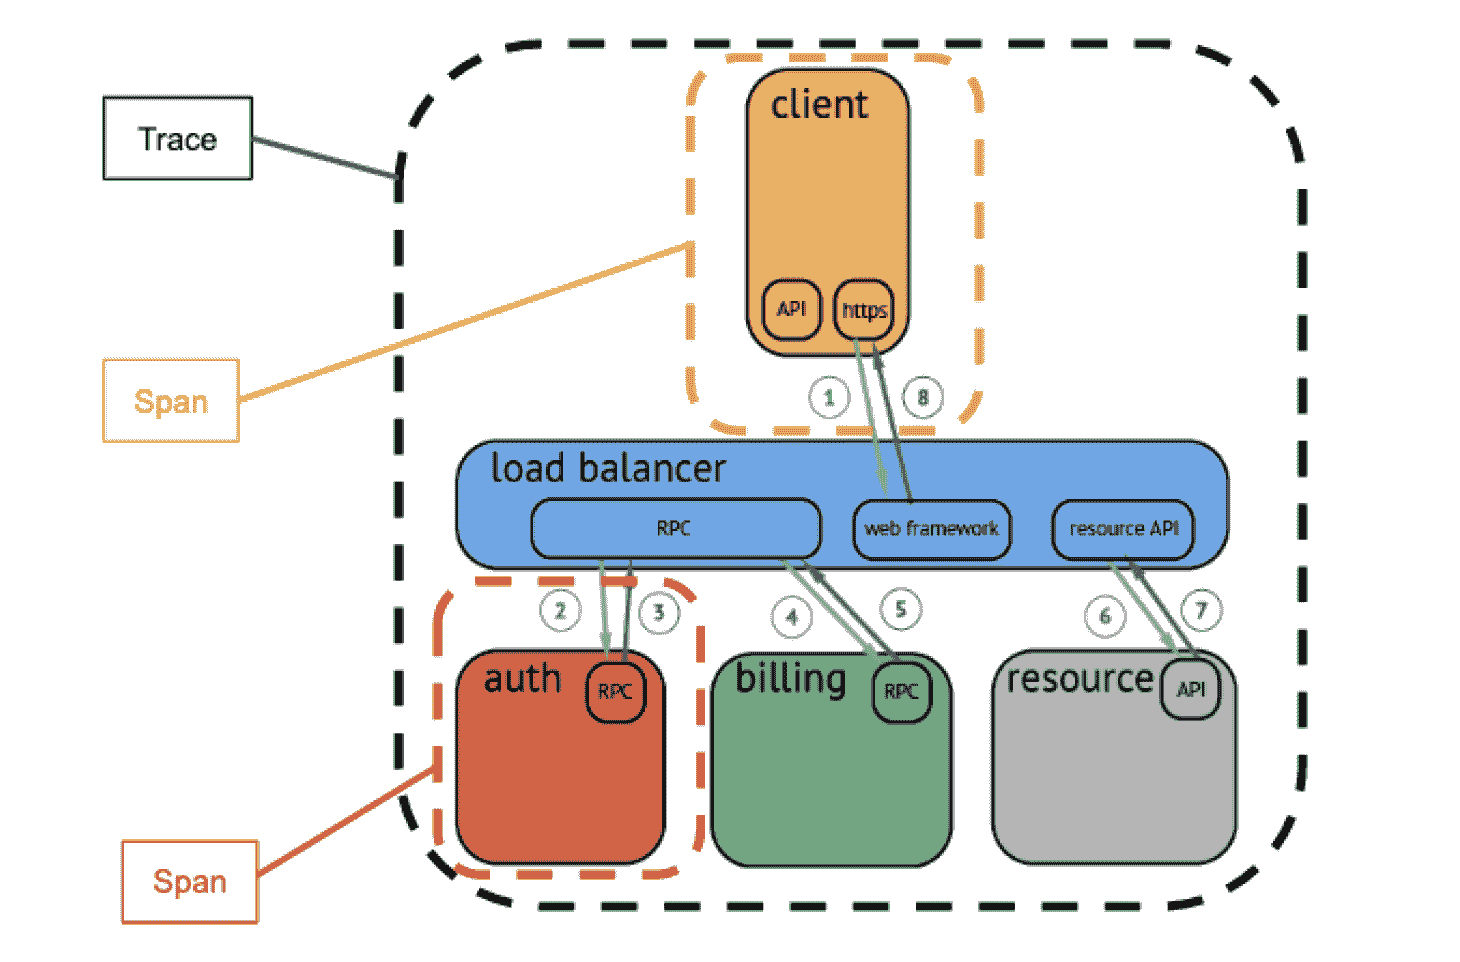 client
Trace
API
https
Span
1
8
load balancer
RPC
web framework
resource API
2
3
4
5
6
7
auth
RPC
billing
RPC
resource
API
Span